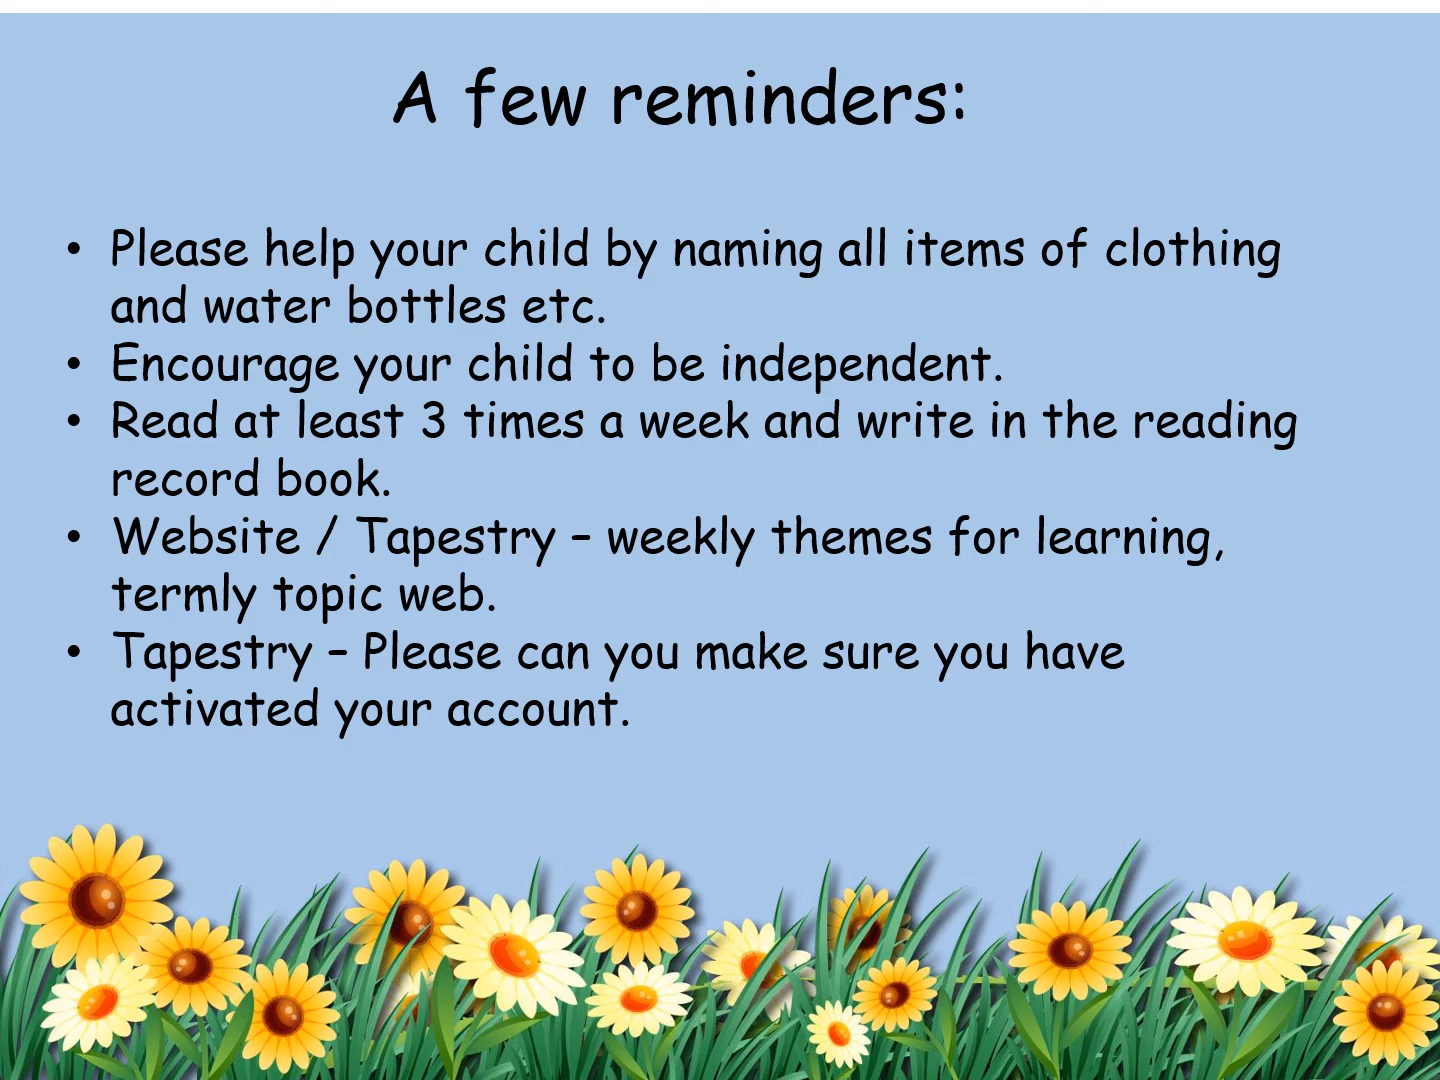 A few reminders:
• Please help your child by naming all items of clothing
and water bottles etc.
• Encourage your child to be independent.
• Read at least 3 times a week and write in the reading
record book.
• Website / Tapestry – weekly themes for learning,
termly topic web.
• Tapestry – Please can you make sure you have
activated your account.